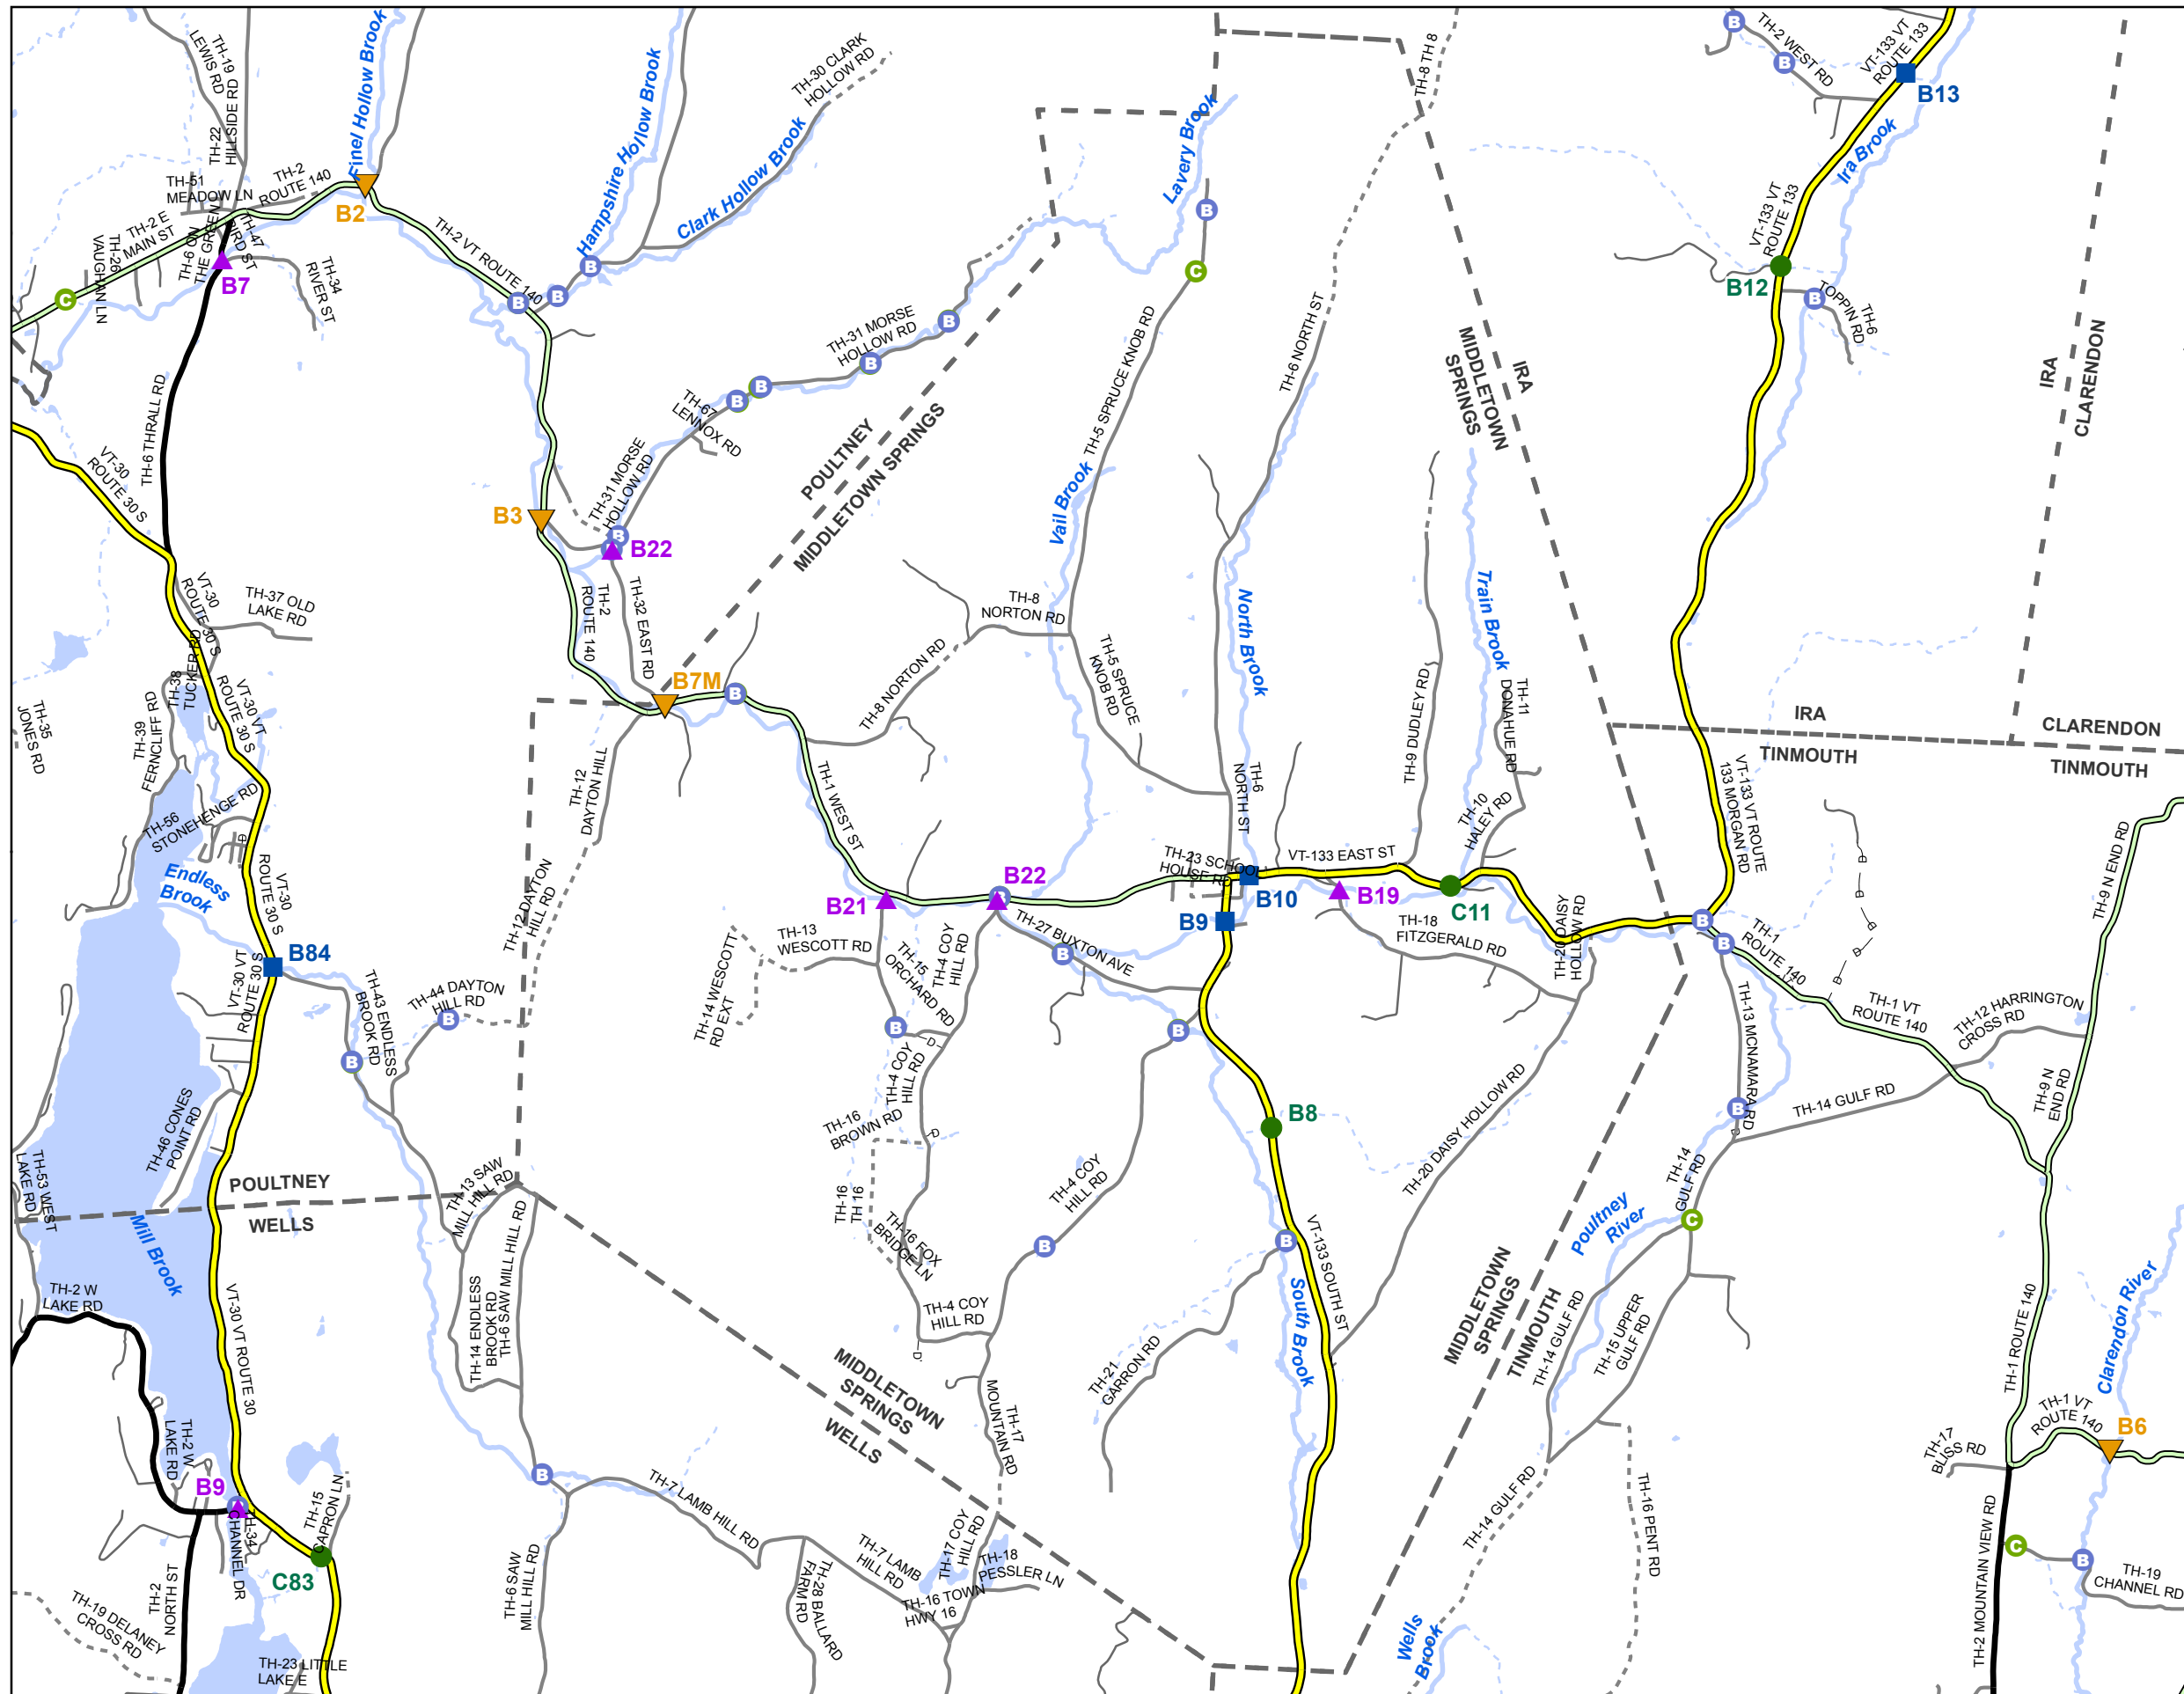 TH-19
LEWIS RD
TH-22
HILLSIDE RD
Finel Hollow Brook
Hampshire Hollow Brook
TH-30 CLARK
HOLLOW RD
Clark Hollow Brook
Lavery Brook
TH-8 TH 8
TH-2 WEST RD
B
B
VT-133 VT
ROUTE 133
B13
Ira Brook
TH-51
MEADOW LN
TH-2
ROUTE 140
B2
TH-2 E
MAIN ST
TH-26
VAUGHAN LN
TH-6 ON
THE GREEN
TH-47
BIRD ST
TH-34
RIVER ST
B7
C
TH-2 VT ROUTE 140
B
B
B
B
C
VT-133 VT
ROUTE 133
B12
B
TOPPIN RD
TH-6
TH-31 MORSE
HOLLOW RD
B
B
B
B
TH-67
LENNOX RD
TH-5 SPRUCE KNOB RD
TH-6 NORTH ST
MIDDLETOWN
SPRINGS
IRA
IRA
CLARENDON
TH-6 THRALL RD
VT-30
ROUTE 30 S
POULTNEY
MIDDLETOWN SPRINGS
TH-31 MORSE
HOLLOW RD
B3
B
B22
Vail Brook
VT-30
ROUTE 30 S
TH-37 OLD
LAKE RD
TH-2
ROUTE 140
TH-32 EAST RD
TH-8
NORTON RD
TH-8 NORTON RD
TH-5 SPRUCE
KNOB RD
North Brook
Train Brook
TH-11
DONAHUE RD
TH-38
TUCKER RD
TH-39
FERNCLIFF RD
VT-30 VT
ROUTE 30 S
TH-35
JONES RD
B7M
B
TH-9 DUDLEY RD
IRA
TINMOUTH
CLARENDON
TINMOUTH
TH-12
DAYTON HILL
TH-1 WEST ST
TH-6
NORTH ST
TH-10
HALEY RD
VT-133 VT ROUTE
133 MORGAN RD
TH-56
STONEHENGE RD
D
Endless
Brook
VT-30
ROUTE 30 S
TH-12 DAYTON
HILL RD
B21
B22
TH-23 SCHOOL
HOUSE RD
VT-133 EAST ST
B10
B19
C11
B9
TH-9 N END RD
D
D
D
D
D
TH-13
WESCOTT RD
TH-15
ORCHARD RD
TH-4 COY
HILL RD
TH-27 BUXTON AVE
B
TH-18
FITZGERALD RD
TH-20 DAISY
HOLLOW RD
B
B
TH-1
ROUTE 140
B84
VT-30 VT
ROUTE 30 S
TH-43 ENDLESS
BROOK RD
TH-44 DAYTON
HILL RD
B
B
TH-14 WESCOTT
RD EXT
B
D
B
TH-13 MCNAMARA RD
TH-1 VT
ROUTE 140
TH-12 HARRINGTON
CROSS RD
TH-4 COY
HILL RD
TH-46 CONES
POINT RD
TH-16
BROWN RD
D
B8
TH-20 DAISY HOLLOW RD
B
D
TH-14 GULF RD
TH-9 N
END RD
TH-53 WEST
LAKE RD
POULTNEY
WELLS
Mill Brook
TH-13 SAW
MILL HILL RD
TH-16
TH 16
TH-16 FOX
BRIDGE LN
TH-4 COY
HILL RD
B
B
TH-14
GULF RD
C
Poultney
River
TH-2 W
LAKE RD
VT-30 VT ROUTE 30
TH-14 ENDLESS
BROOK RD
TH-6 SAW MILL HILL RD
TH-4 COY
HILL RD
D
VT-133 SOUTH ST
South Brook
MIDDLETOWN
SPRINGS
TINMOUTH
TH-14 GULF RD
TH-15 UPPER
GULF RD
Clarendon River
TH-1 ROUTE 140
MIDDLETOWN
SPRINGS
WELLS
TH-21
GARRON RD
TH-17
MOUNTAIN RD
TH-1 VT
ROUTE 140
B6
TH-17
BLISS RD
TH-2 W
LAKE RD
B9
TH-34
CHANNEL DR
TH-15
CAPRON LN
C83
B
TH-7 LAMB HILL RD
TH-7 LAMB
HILL RD
TH-17 COY
HILL RD
TH-18
PESSLER LN
TH-16 TOWN
HWY 16
TH-28 BALLARD
FARM RD
TH-6 SAW
MILL HILL RD
TH-14 GULF RD
TH-16 PENT RD
Wells
Brook
TH-2 MOUNTAIN VIEW RD
C
B
TH-19
CHANNEL RD
TH-2
NORTH ST
TH-19 DELANEY
CROSS RD
TH-23 LITTLE
LAKE E